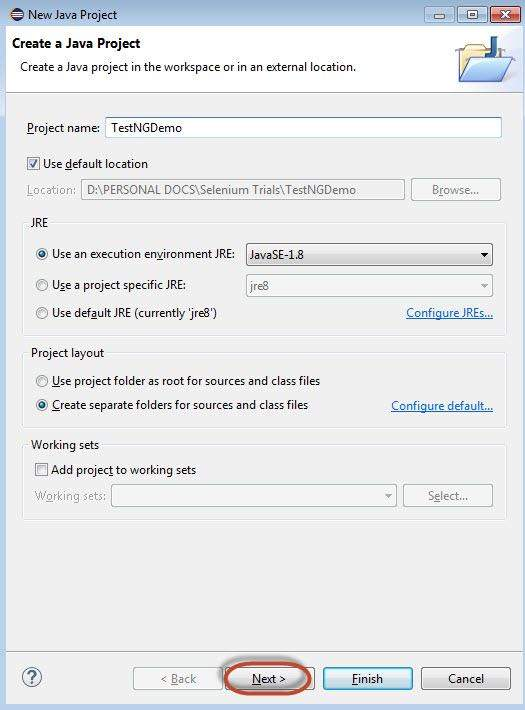 New Java Project
Create a Java Project
Create a Java project in the workspace or in an external location.
Project name: TestNGDemo
Use default location
Location: D:\PERSONAL DOCS\Selenium Trials\TestNGDemo Browse...
JRE
Use an execution environment JRE: JavaSE-1.8
Use a project specific JRE: jre8
Use default JRE (currently 'jre8') Configure JREs...
Project layout
Use project folder as root for sources and class files
Create separate folders for sources and class files Configure default...
Working sets
Add project to working sets
Working sets: Select...
? < Back Next > Finish Cancel